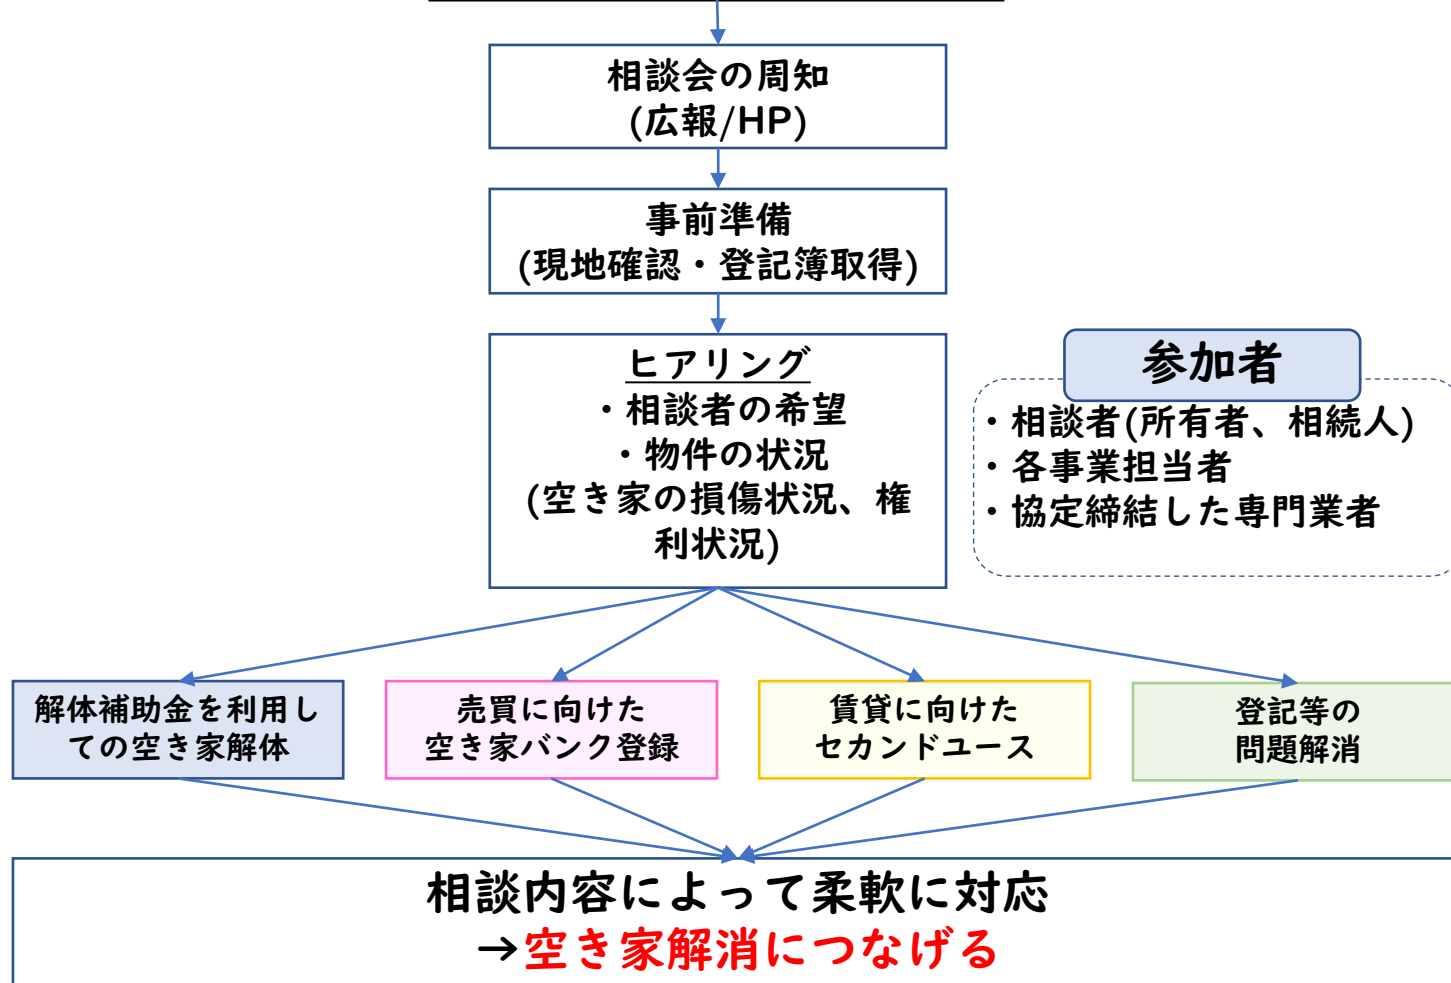 相談会の周知
(広報/HP)
事前準備
(現地確認・登記簿取得)
ヒアリング
・相談者の希望
・物件の状況
(空き家の損傷状況、権
利状況)
参加者
・相談者(所有者、相続人)
・各事業担当者
・協定締結した専門業者
解体補助金を利用し
ての空き家解体
売買に向けた
空き家バンク登録
賃貸に向けた
セカンドユース
登記等の
問題解消
相談内容によって柔軟に対応
→空き家解消につなげる